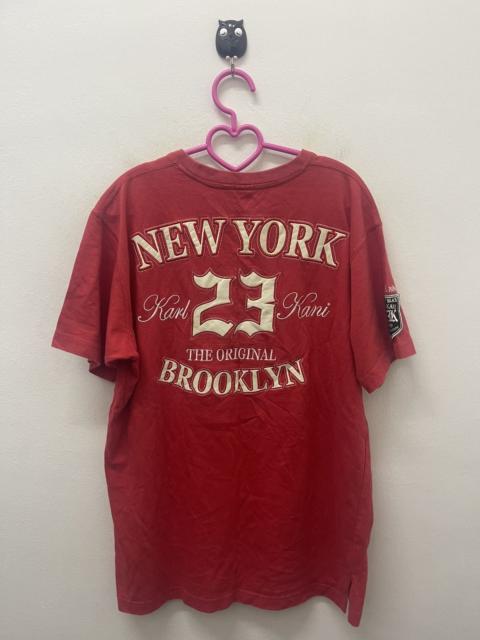 NEW YORK
Karl 23 Kani
THE ORIGINAL
BROOKLYN